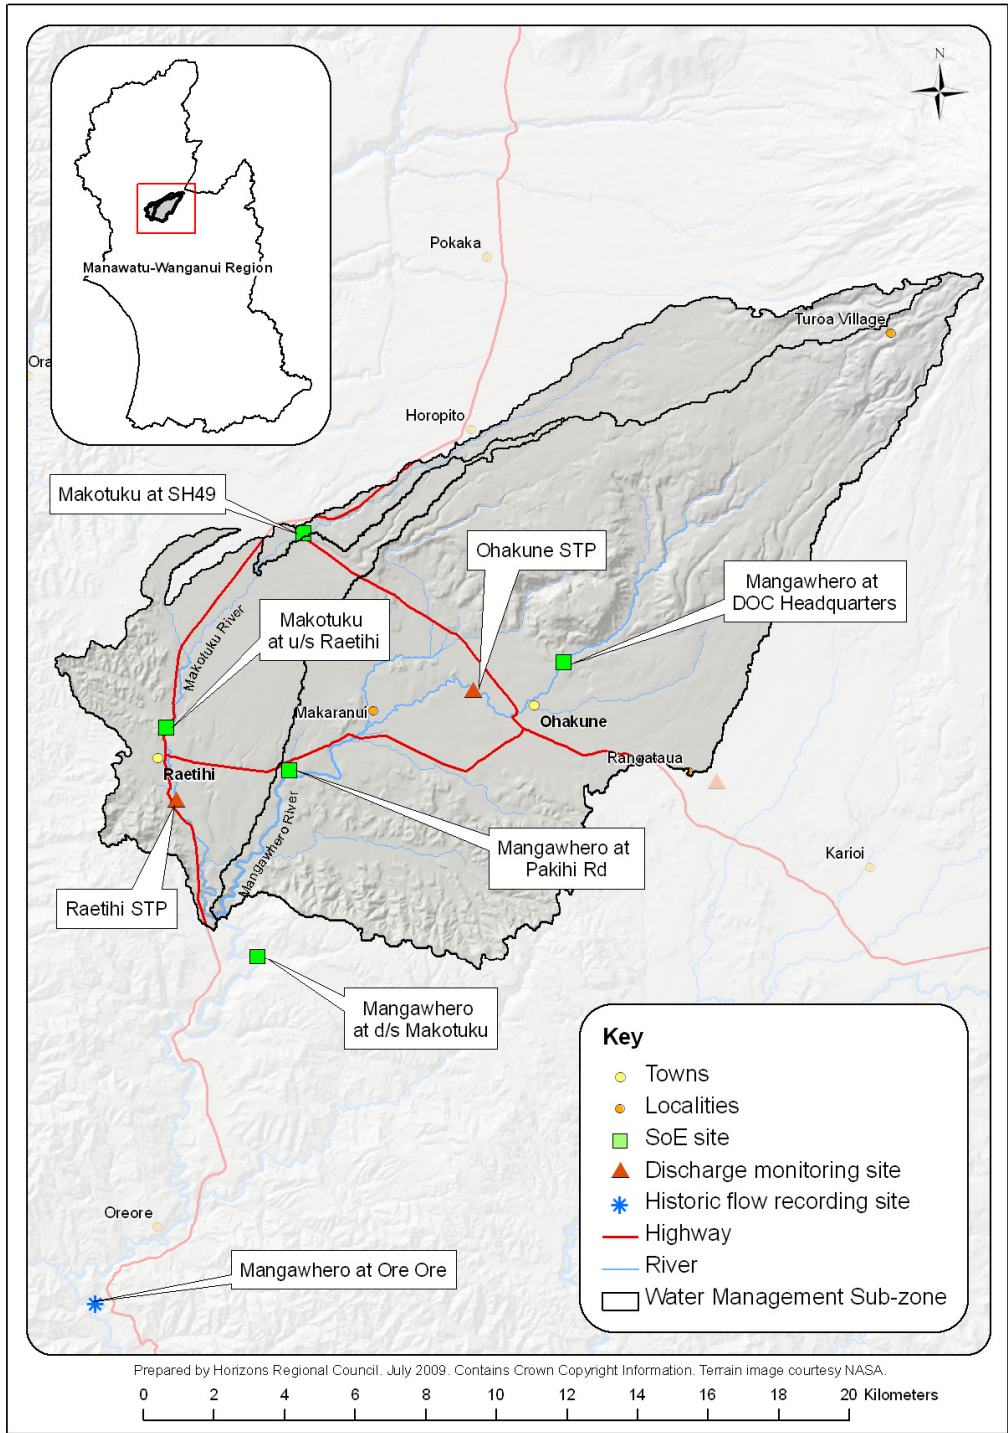 N
Manawatu-Wanganui Region
Pokaka
Turoa Village
Ora
Horopito
Makotuku at SH49
Ohakune STP
Mangawhero at
DOC Headquarters
Makotuku
at u/s Raetihi
Makotuku River
Makaranui
Ohakune
Rangataua
Raetihi
Mangawhero River
Mangawhero at
Pakihi Rd
Karioi
Raetihi STP
Mangawhero
at d/s Makotuku
Oreore
Mangawhero at Ore Ore
Key
Towns
Localities
SoE site
Discharge monitoring site
Historic flow recording site
Highway
River
Water Management Sub-zone
Prepared by Horizons Regional Council. July 2009. Contains Crown Copyright Information. Terrain image courtesy NASA.
0 2 4 6 8 10 12 14 16 18 20 Kilometers